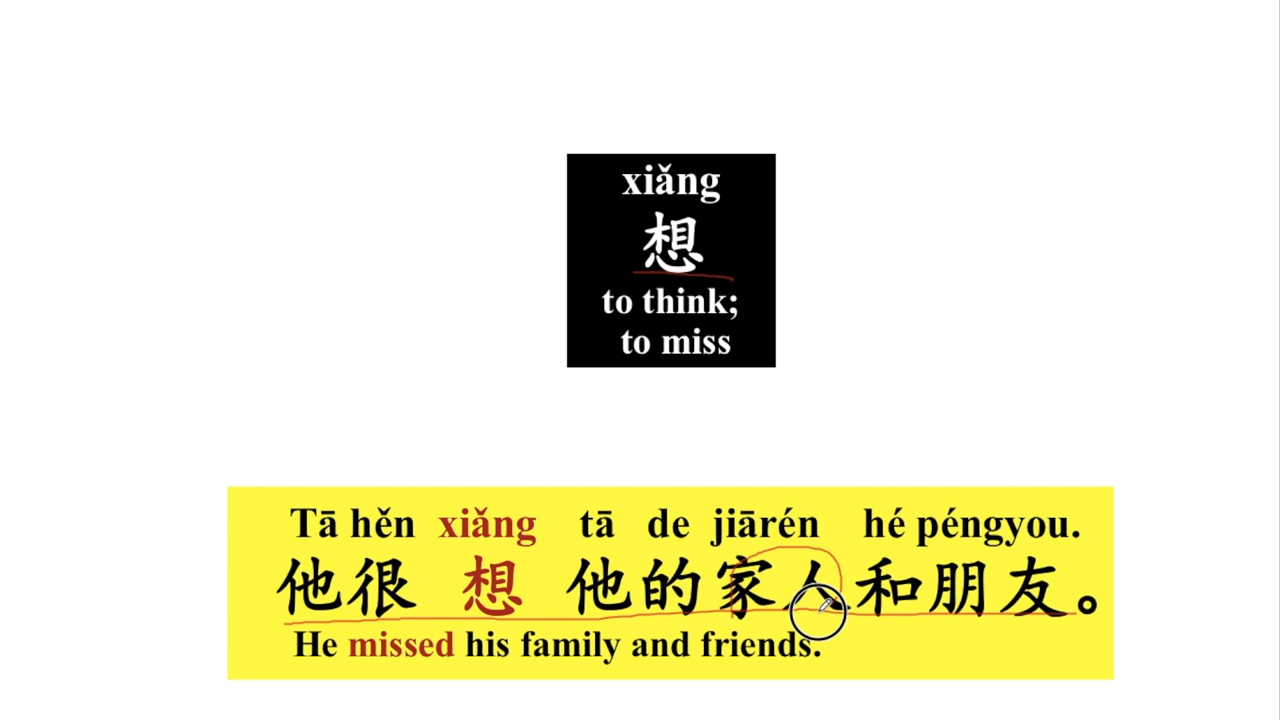 xiǎng
想
to think;
to miss
Tā hěn xiǎng tā de jiārén hé péngyou.
他很 想 他的家人和朋友。
He missed his family and friends.